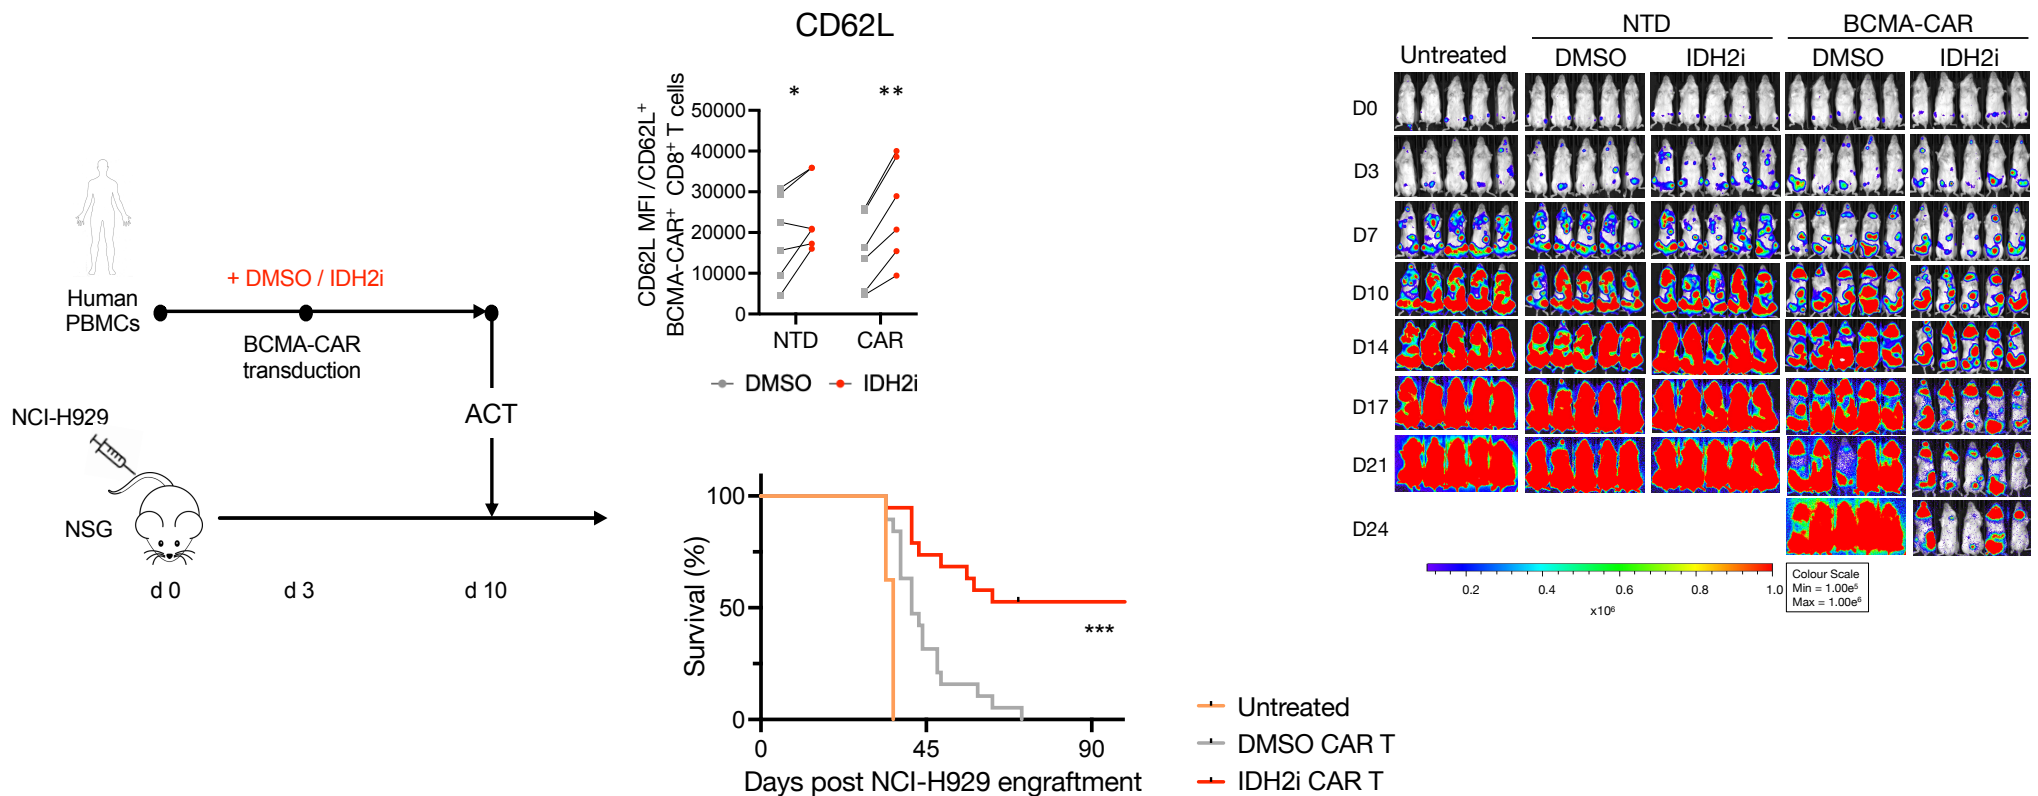 Human
PBMCs
+ DMSO / IDH2i
BCMA-CAR
transduction
ACT
NCI-H929
NSG
d 0
d 3
d 10
CD62L
CD62L MFI /CD62L⁺
BCMA-CAR⁺ CD8⁺ T cells
* **
50000
40000
30000
20000
10000
0
NTD CAR
DMSO IDH2i
Survival (%)
100
50
0
0 45 90
***
Days post NCI-H929 engraftment
Untreated
DMSO CAR T
IDH2i CAR T
NTD BCMA-CAR
Untreated DMSO IDH2i DMSO IDH2i
D0
D3
D7
D10
D14
D17
D21
D24
0.2 0.4 0.6 0.8 1.0
x10⁶
Colour Scale
Min = 1.00e⁵
Max = 1.00e⁶